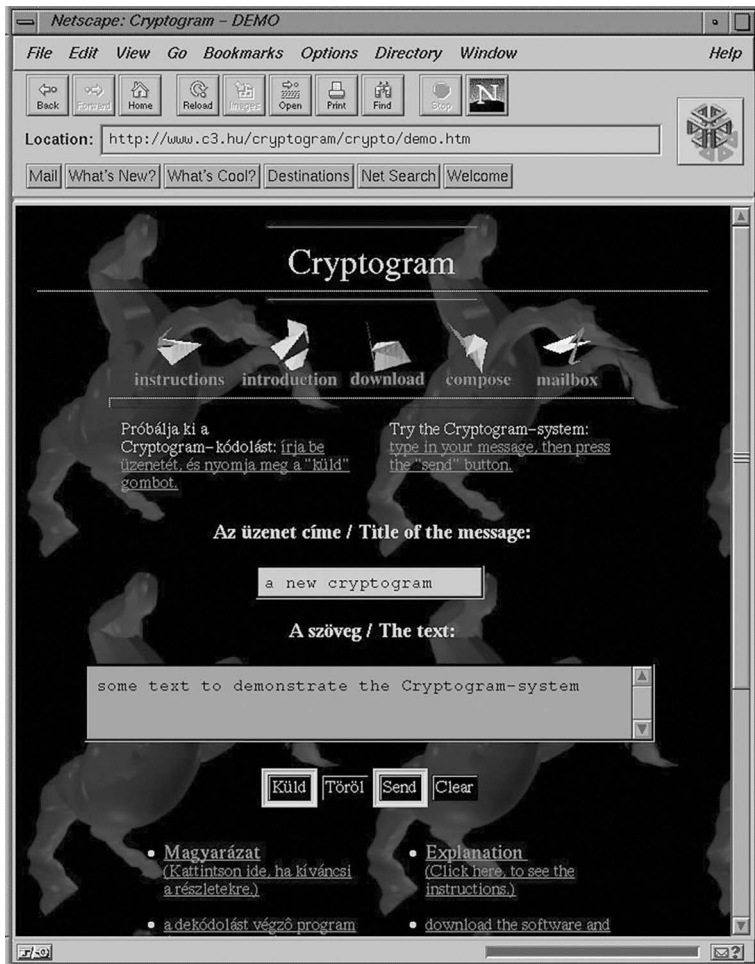 Netscape: Cryptogram – DEMO
File Edit View Go Bookmarks Options Directory Window Help
Back Forward Home Reload Images Open Print Find Stop N
Location: http://www.c3.hu/cryptogram/crypto/demo.htm
Mail What's New? What's Cool? Destinations Net Search Welcome
Cryptogram
instructions introduction download compose mailbox
Próbálja ki a
Cryptogram–kódolást: írja be
üzenetét, és nyomja meg a "küld"
gombot.
Try the Cryptogram–system:
type in your message, then press
the "send" button.
Az üzenet címe / Title of the message:
a new cryptogram
A szöveg / The text:
some text to demonstrate the Cryptogram-system
Küld Töröl Send Clear
Magyarázat
(Kattintson ide, ha kíváncsi
a részletekre.)
a dekódolást végzô program
Explanation
(Click here, to see the
instructions.)
download the software and